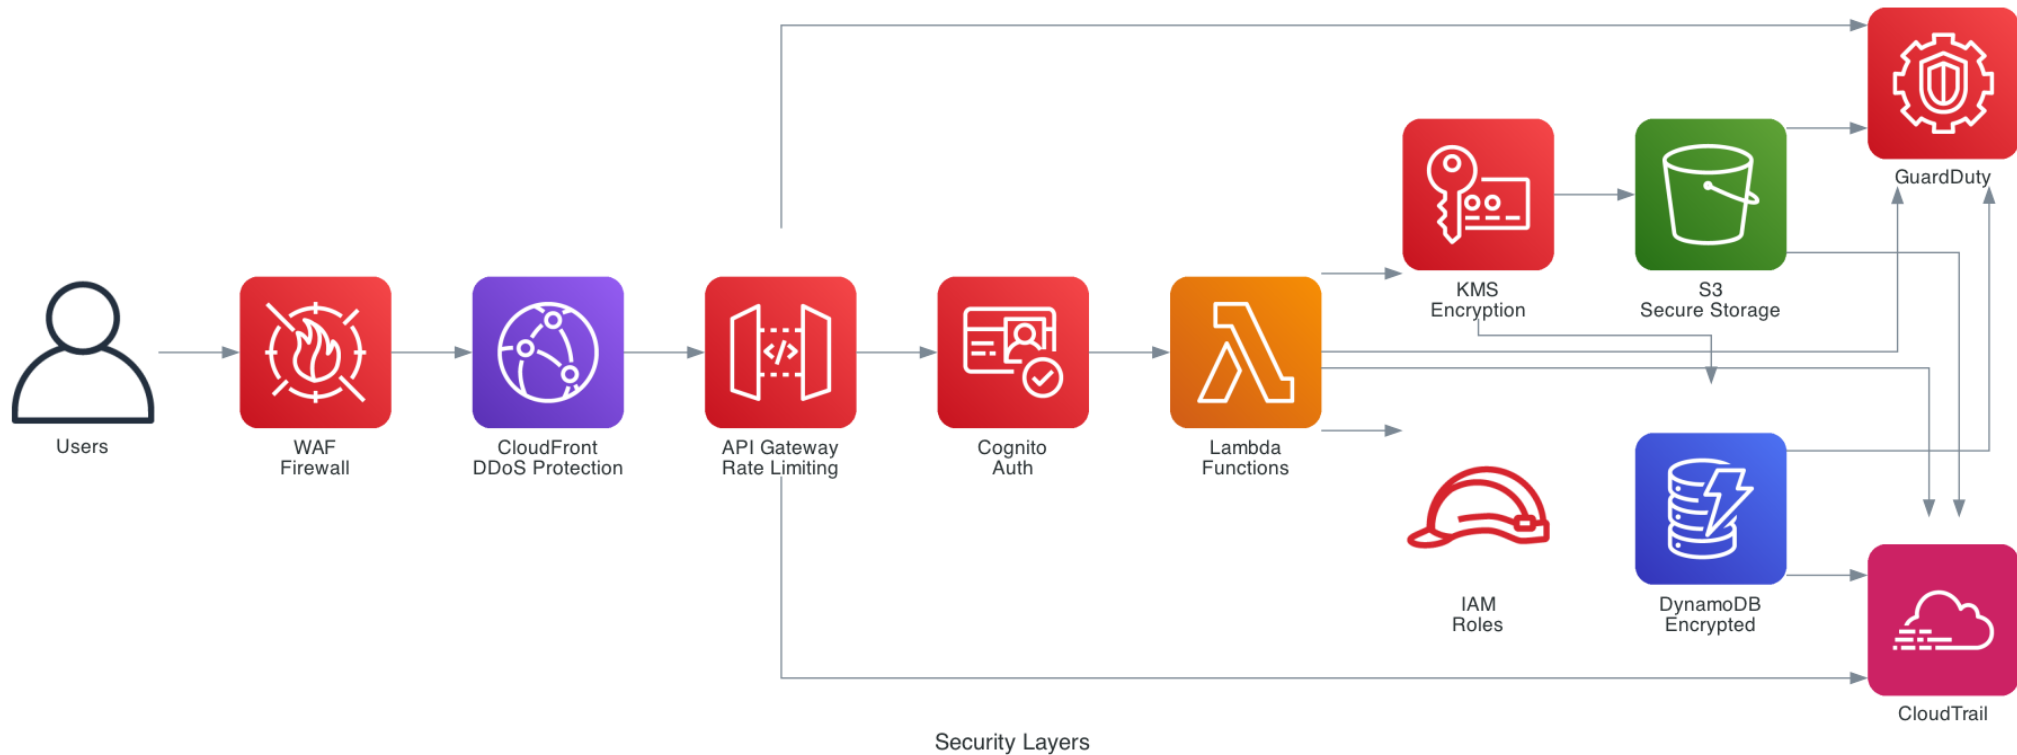 GuardDuty
KMS
Encryption
S3
Secure Storage
Users
WAF
Firewall
CloudFront
DDoS Protection
</>
API Gateway
Rate Limiting
Cognito
Auth
Lambda
Functions
IAM
Roles
DynamoDB
Encrypted
CloudTrail
Security Layers